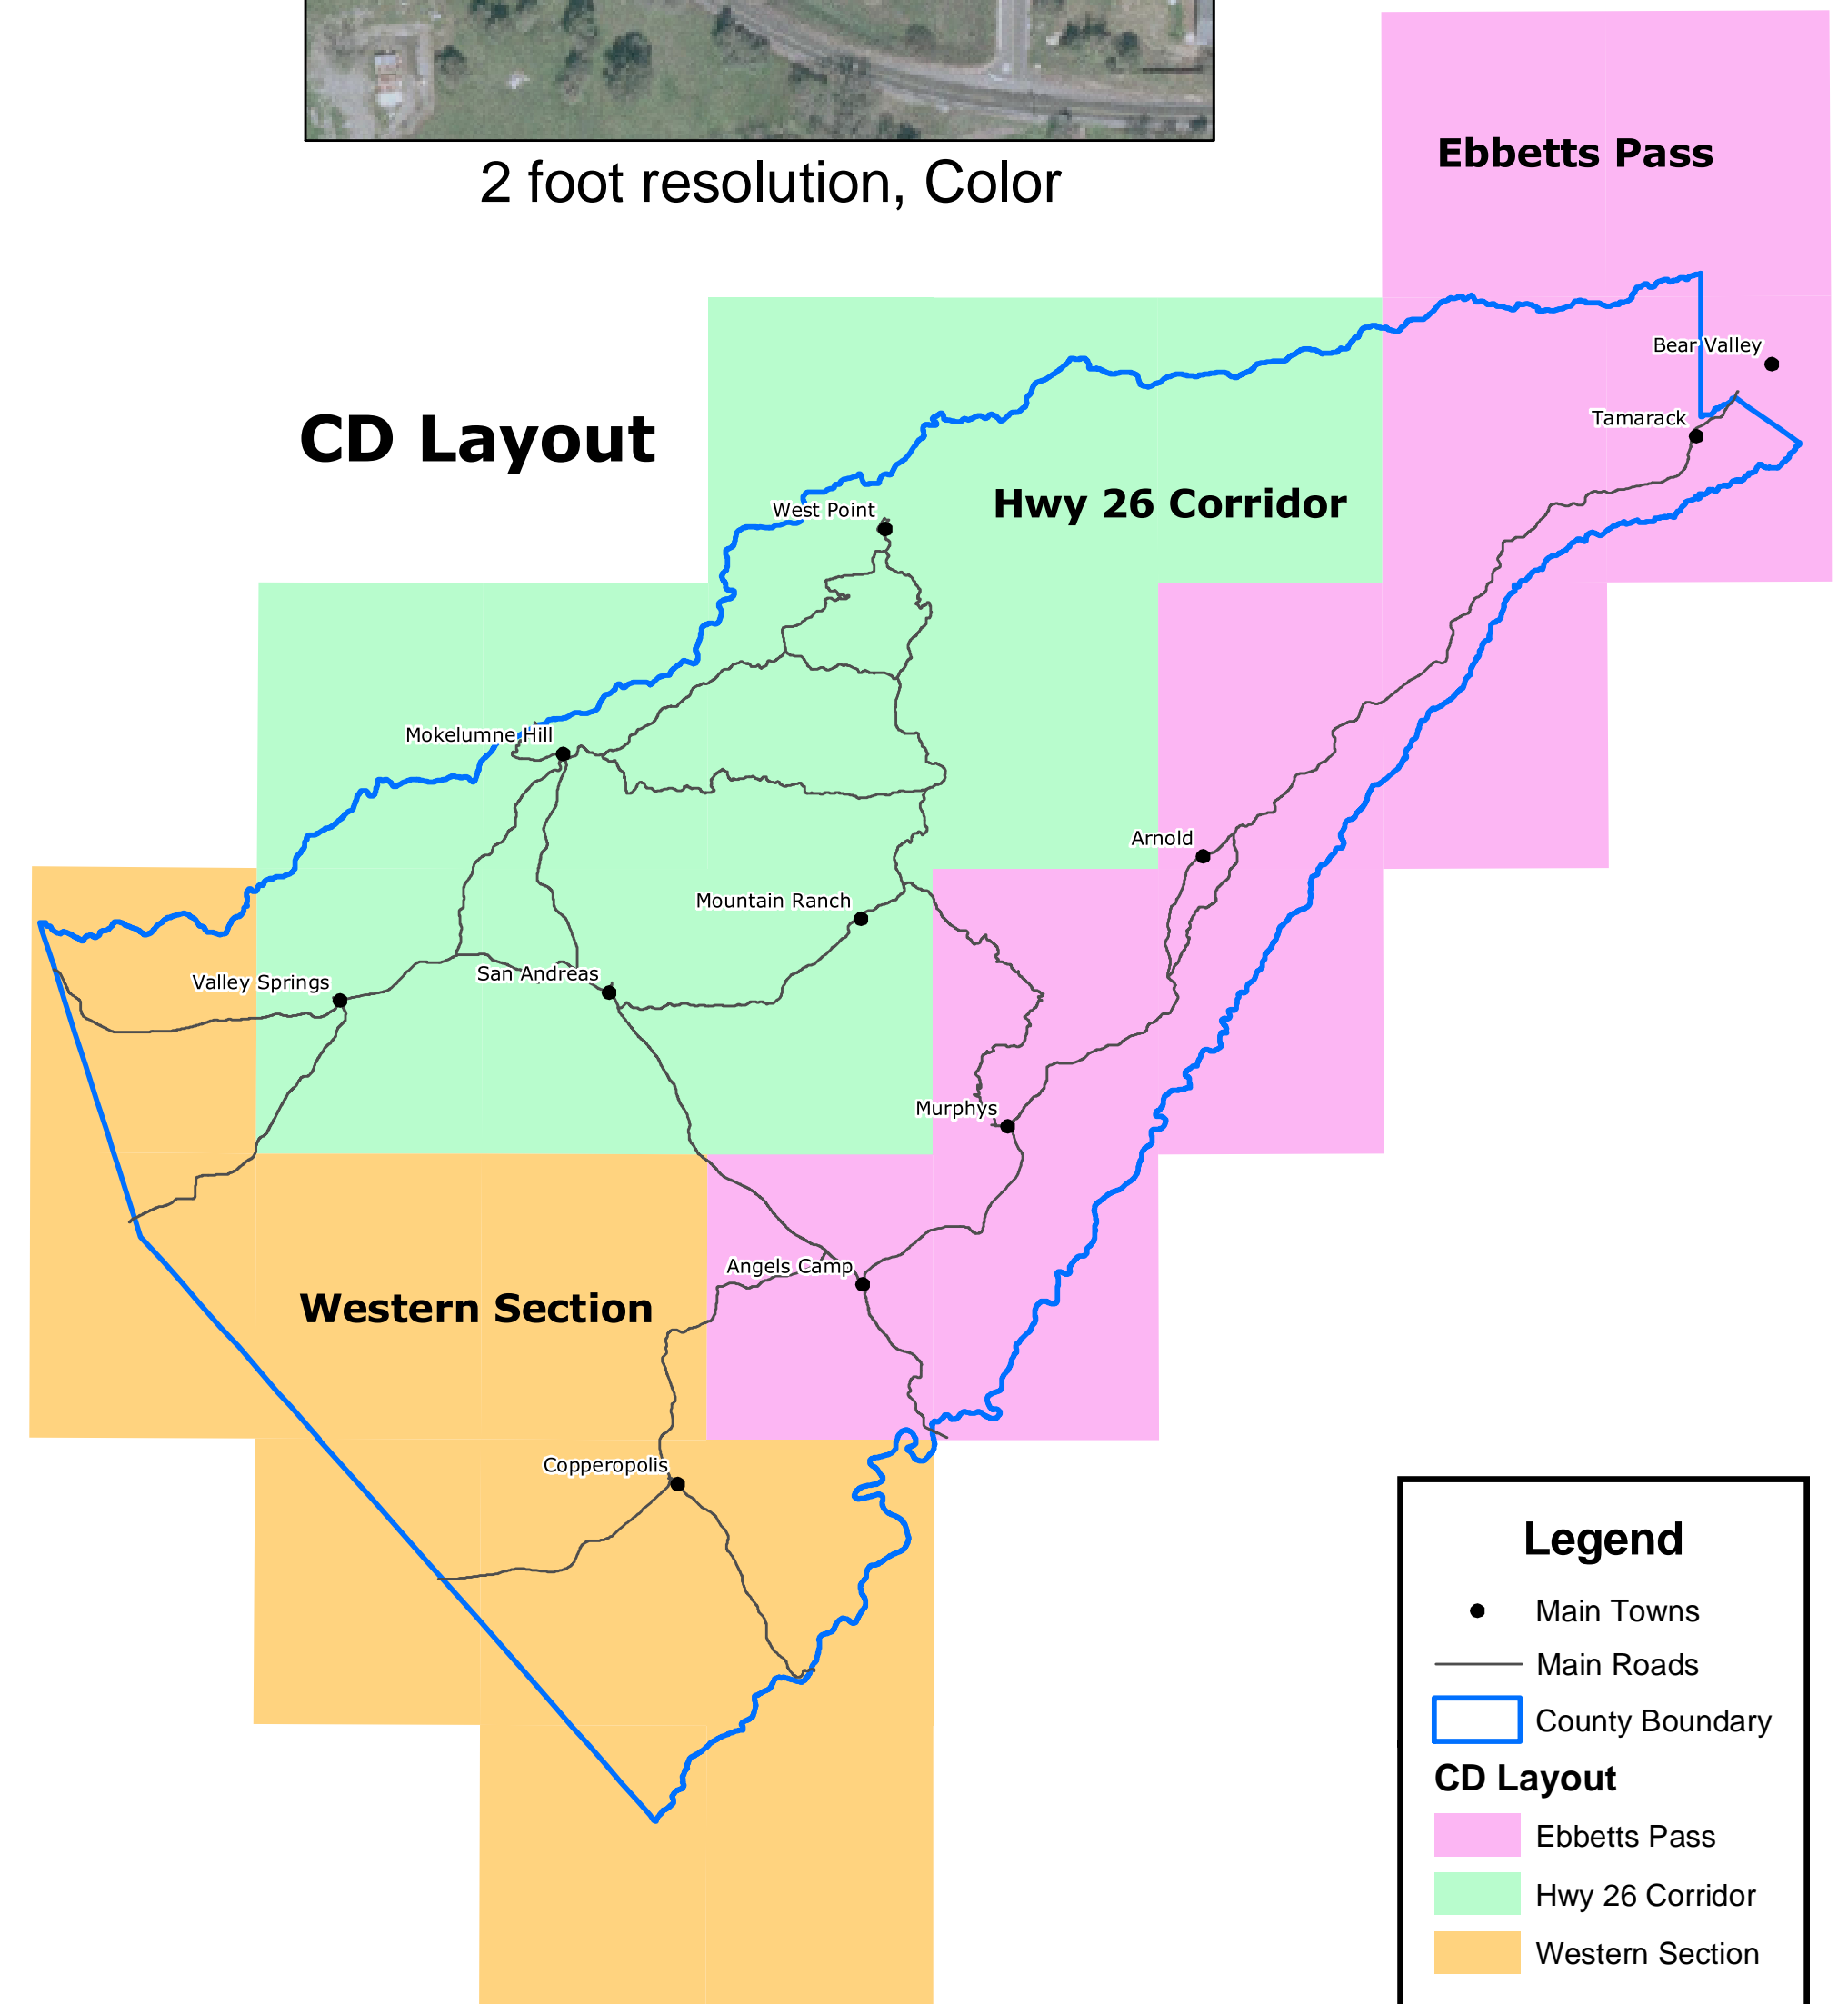 2 foot resolution, Color
Ebbetts Pass
Bear Valley
Tamarack
CD Layout
West Point
Hwy 26 Corridor
Mokelumne Hill
Arnold
Mountain Ranch
San Andreas
Valley Springs
Murphys
Angels Camp
Western Section
Copperopolis
Legend
Main Towns
Main Roads
County Boundary
CD Layout
Ebbetts Pass
Hwy 26 Corridor
Western Section